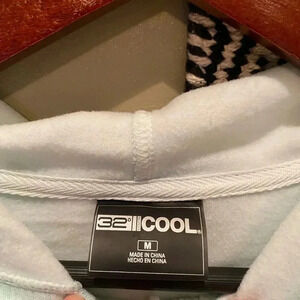 32° COOL®
M
MADE IN CHINA
HECHO EN CHINA